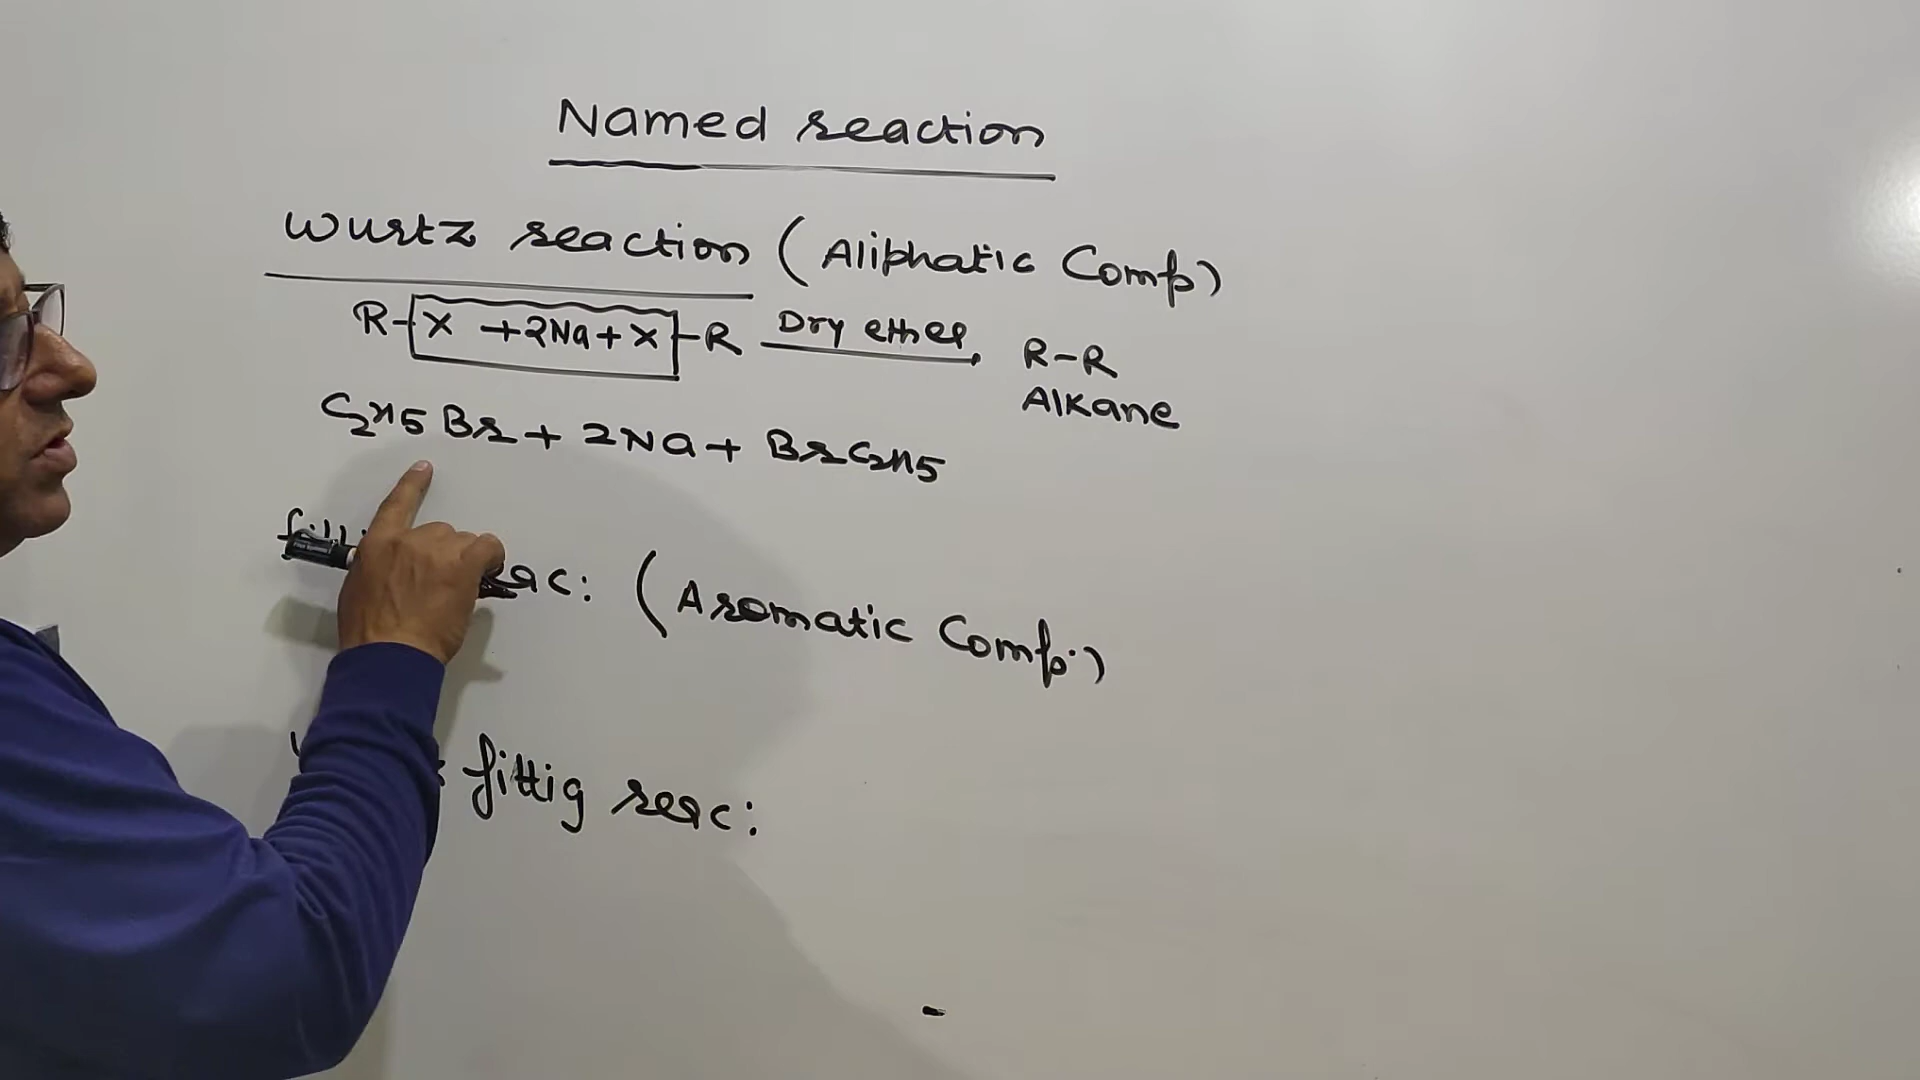 Named reaction
Wurtz reaction (Aliphatic Comp)
R-X +2Na+ X-R Dry ether R-R
Alkane
C2H5 Br + 2Na + BrC2H5
reac: (Aromatic Comp.)
fittig reac: